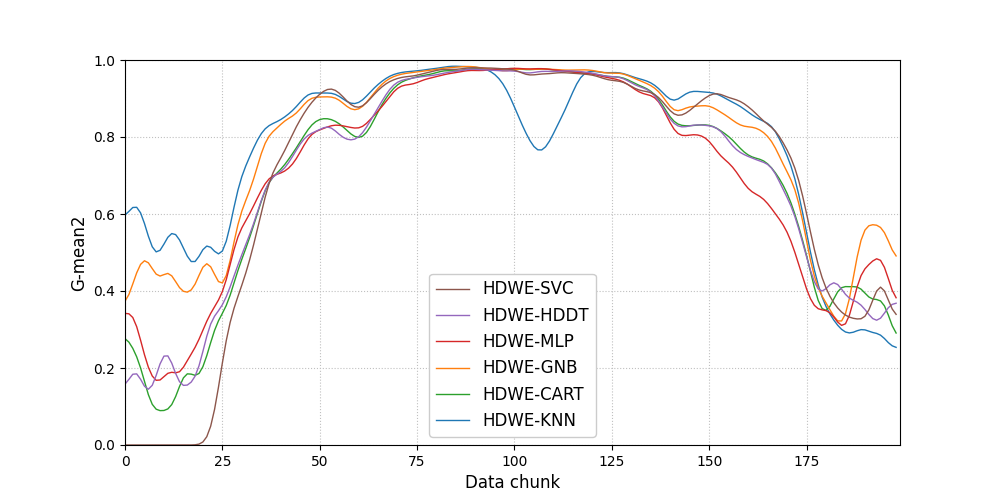 1.0
0.8
0.6
0.4
0.2
0.0
G-mean2
HDWE-SVC
HDWE-HDDT
HDWE-MLP
HDWE-GNB
HDWE-CART
HDWE-KNN
0 25 50 75 100 125 150 175
Data chunk